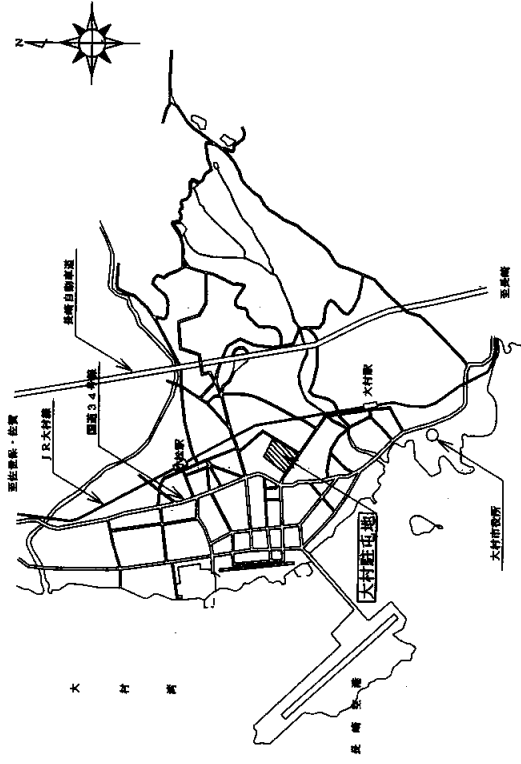 N
長崎自動車道
国道34号線
JR大村線
至佐世保・佐賀
竹松駅
大村駅
至長崎
大村駐屯地
大村市役所
大村湾
長崎空港